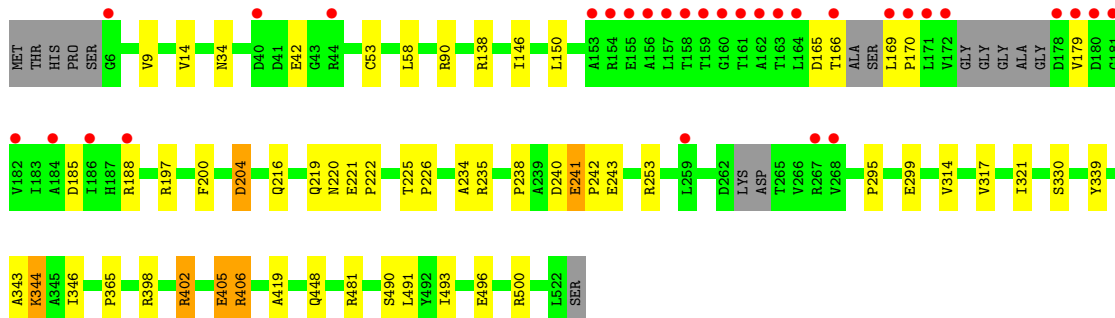 MET THR HIS PRO SER G6 V9 V14 N34 D40 D41 E42 G43 R44 C53 L58 R90 R138 I146 L150 A153 R154 E155 A156 L157 T158 T159 G160 T161 A162 T163 L164 D165 T166 ALA SER L169 P170 L171 V172 GLY GLY GLY ALA GLY D178 V179 D180 G181
V182 I183 A184 D185 I186 H187 R188 R197 F200 D204 Q216 Q219 N220 E221 P222 T225 P226 A234 R235 P238 A239 D240 E241 P242 E243 R253 L259 D262 LYS ASP T265 V266 R267 V268 P295 E299 V314 V317 I321 S330 Y339
A343 K344 A345 I346 P365 R398 R402 E405 R406 A419 Q448 R481 S490 L491 Y492 I493 E496 R500 L522 SER